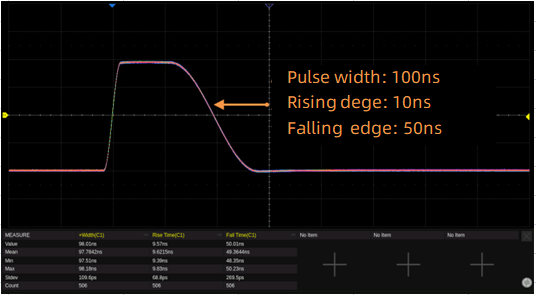 Pulse width: 100ns
Rising dege: 10ns
Falling edge: 50ns
MEASURE +Width(C1) Rise Time(C1) Fall Time(C1) No Item No Item No Item
Value 98.01ns 9.57ns 50.01ns
Mean 97.7842ns 9.6215ns 49.3644ns
Min 97.51ns 9.39ns 48.35ns
Max 98.18ns 9.83ns 50.23ns
Stdev 109.6ps 68.8ps 269.5ps
Count 506 506 506